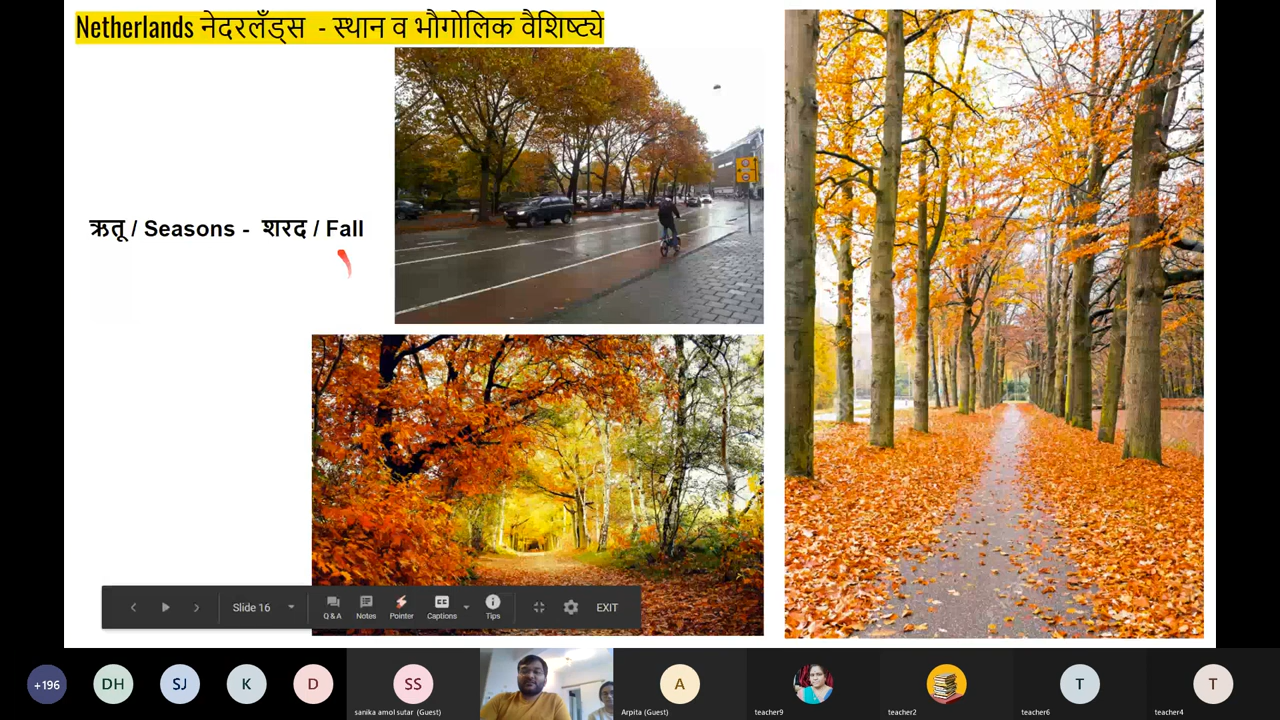 Netherlands नेदरलँड्स - स्थान व भौगोलिक वैशिष्ट्ये
ऋतू / Seasons - शरद / Fall
Slide 16
Q & A
Notes
Pointer
Captions
CC
Tips
EXIT
+196
DH
SJ
K
D
SS
A
T
T
sanika amol sutar (Guest)
Arpita (Guest)
teacher9
teacher2
teacher6
teacher4